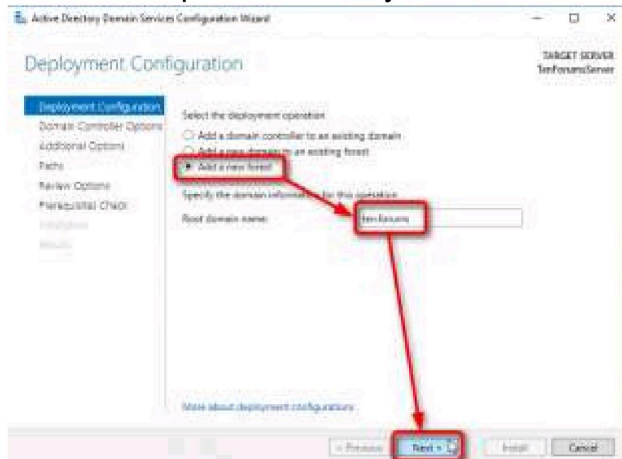 Active Directory Domain Services Configuration Wizard
Deployment Configuration
TARGET SERVER
TenForumsServer
Deployment Configuration
Domain Controller Options
Additional Options
Paths
Review Options
Prerequisites Check
Installation
Results
Select the deployment operation
Add a domain controller to an existing domain
Add a new domain to an existing forest
Add a new forest
Specify the domain information for this operation
Root domain name:
More about deployment configurations
< Previous
Next >
Install
Cancel